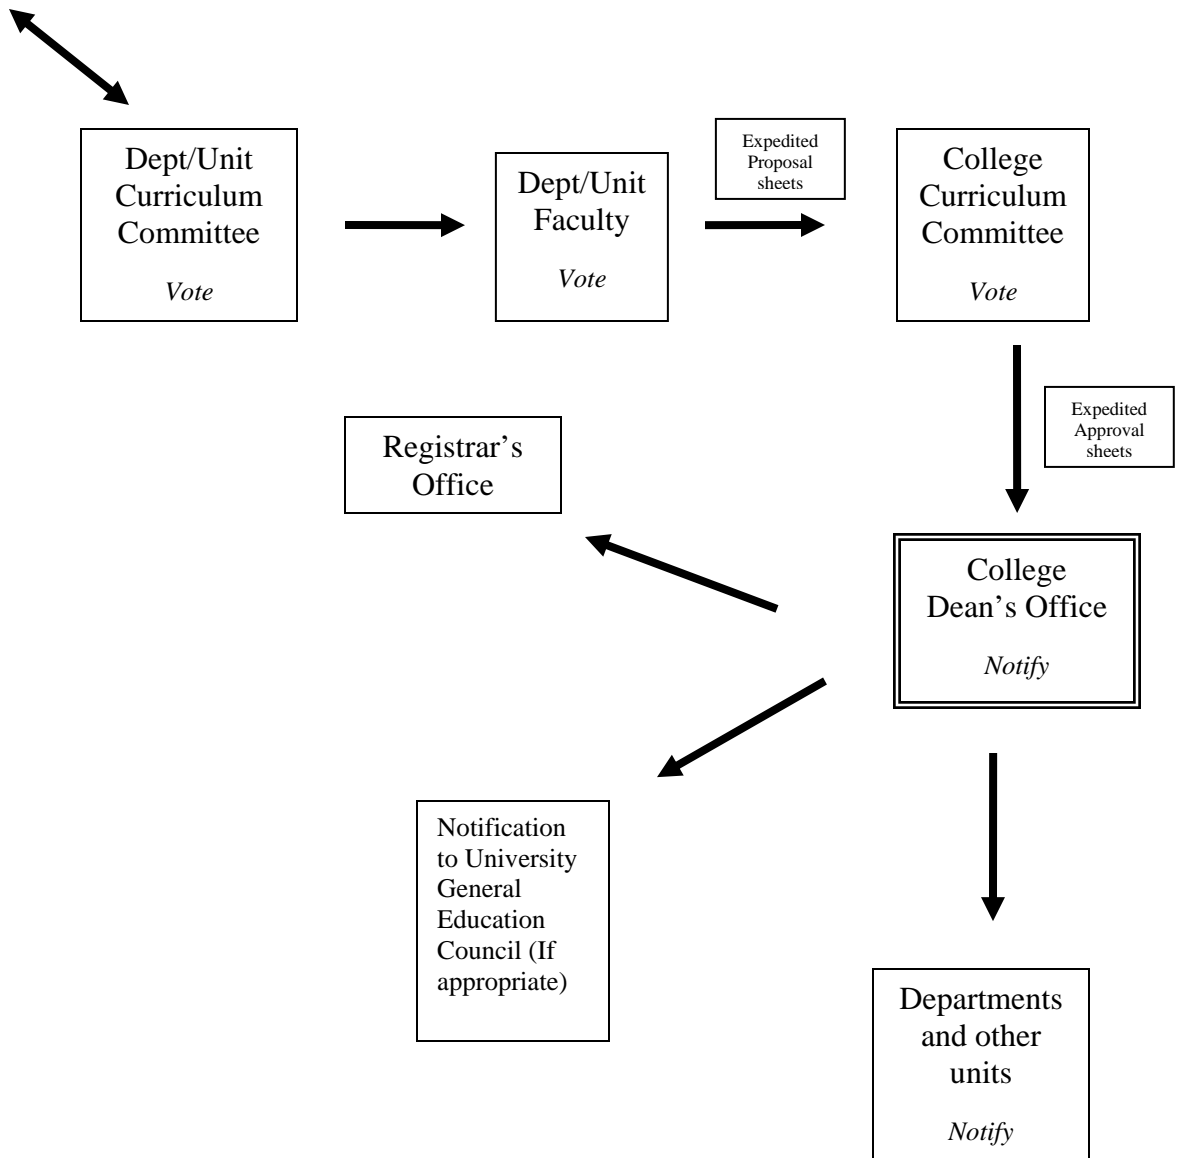 Dept/Unit
Curriculum
Committee
Vote
Dept/Unit
Faculty
Vote
Expedited
Proposal
sheets
College
Curriculum
Committee
Vote
Expedited
Approval
sheets
Registrar’s
Office
College
Dean’s Office
Notify
Notification
to University
General
Education
Council (If
appropriate)
Departments
and other
units
Notify